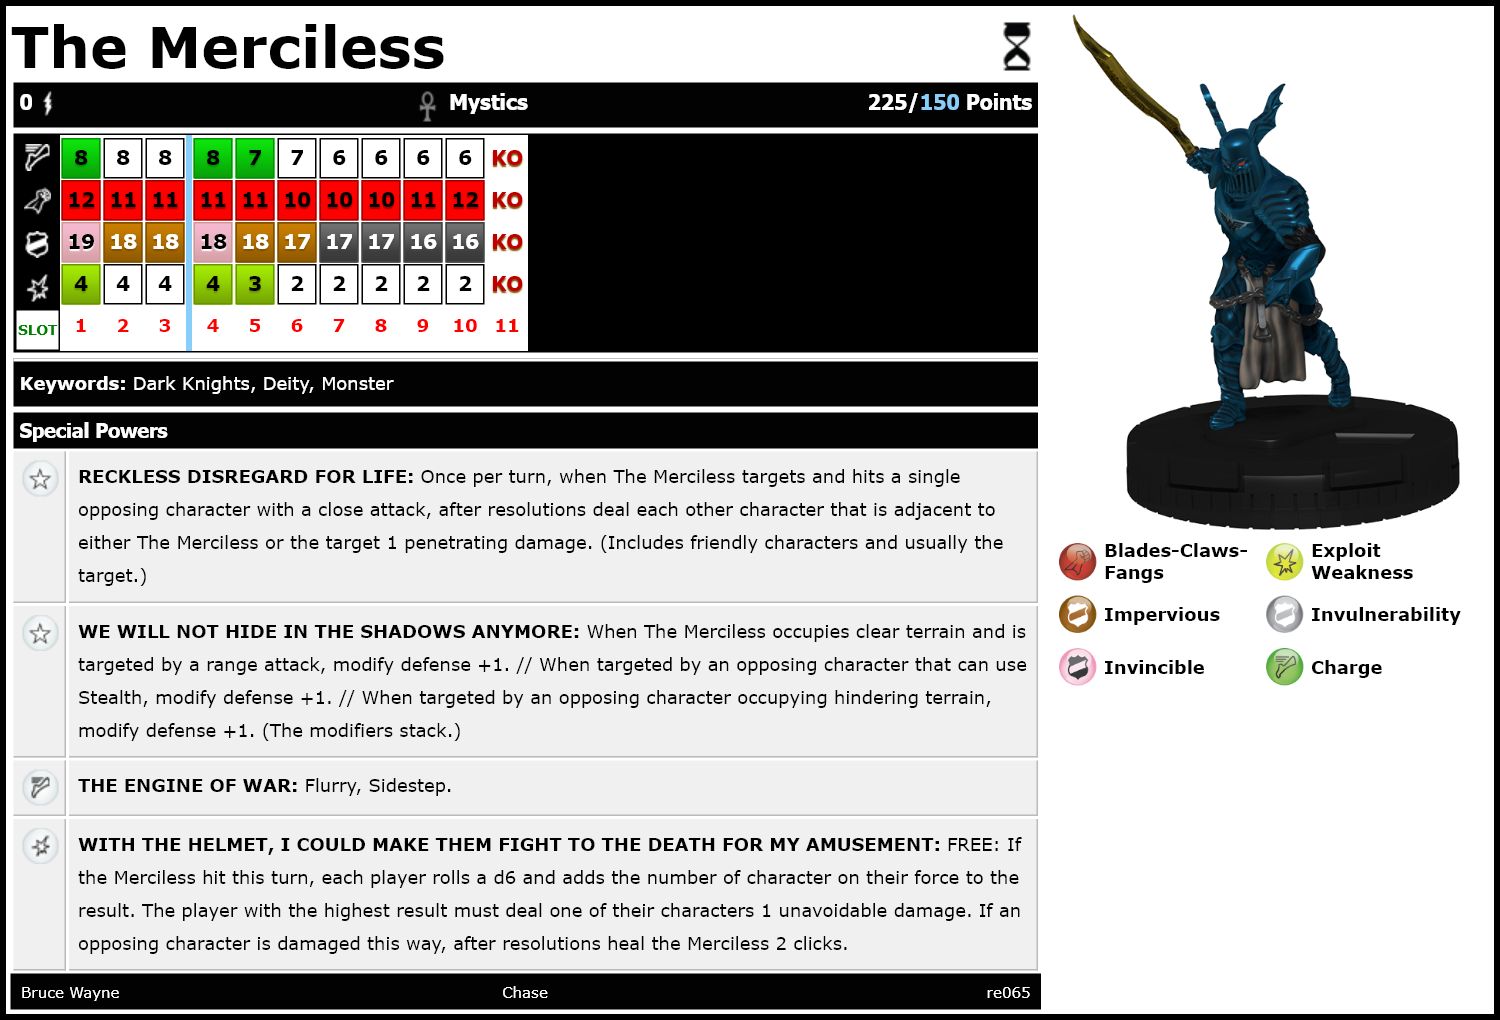 The Merciless
0 Mystics 225/150 Points
8 8 8 8 7 7 6 6 6 6 KO
12 11 11 11 11 10 10 10 11 12 KO
19 18 18 18 18 17 17 17 16 16 KO
4 4 4 4 3 2 2 2 2 2 KO
SLOT 1 2 3 4 5 6 7 8 9 10 11
Keywords: Dark Knights, Deity, Monster
Special Powers
RECKLESS DISREGARD FOR LIFE: Once per turn, when The Merciless targets and hits a single
opposing character with a close attack, after resolutions deal each other character that is adjacent to
either The Merciless or the target 1 penetrating damage. (Includes friendly characters and usually the
target.)
WE WILL NOT HIDE IN THE SHADOWS ANYMORE: When The Merciless occupies clear terrain and is
targeted by a range attack, modify defense +1. // When targeted by an opposing character that can use
Stealth, modify defense +1. // When targeted by an opposing character occupying hindering terrain,
modify defense +1. (The modifiers stack.)
THE ENGINE OF WAR: Flurry, Sidestep.
WITH THE HELMET, I COULD MAKE THEM FIGHT TO THE DEATH FOR MY AMUSEMENT: FREE: If
the Merciless hit this turn, each player rolls a d6 and adds the number of character on their force to the
result. The player with the highest result must deal one of their characters 1 unavoidable damage. If an
opposing character is damaged this way, after resolutions heal the Merciless 2 clicks.
Bruce Wayne Chase re065
Blades-Claws-
Fangs
Exploit
Weakness
Impervious
Invulnerability
Invincible
Charge